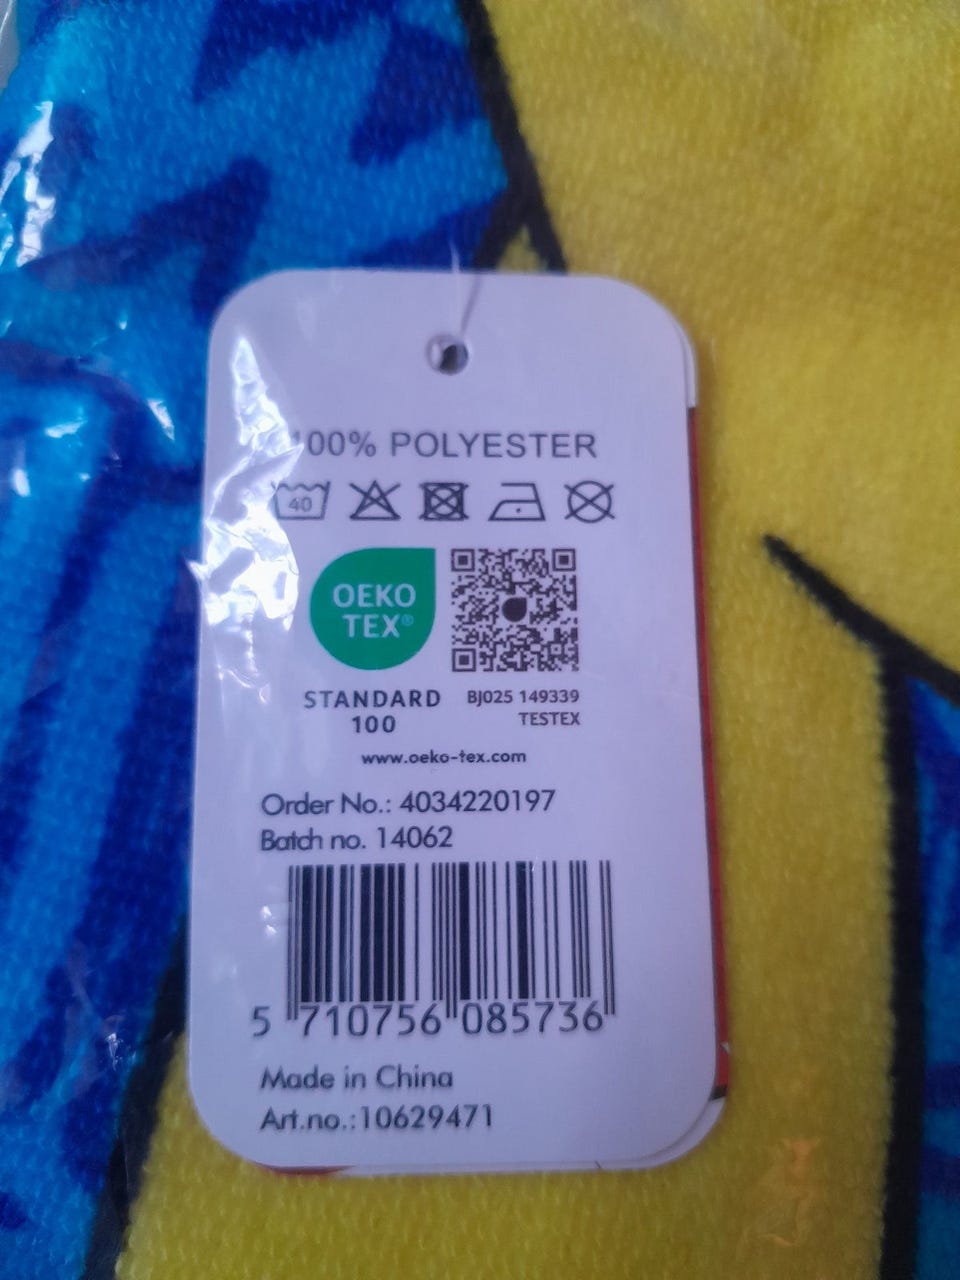 100% POLYESTER
40
OEKO
TEX®
STANDARD
100
BJ025 149339
TESTEX
www.oeko-tex.com
Order No.: 4034220197
Batch no. 14062
5 710756 085736
Made in China
Art.no.:10629471